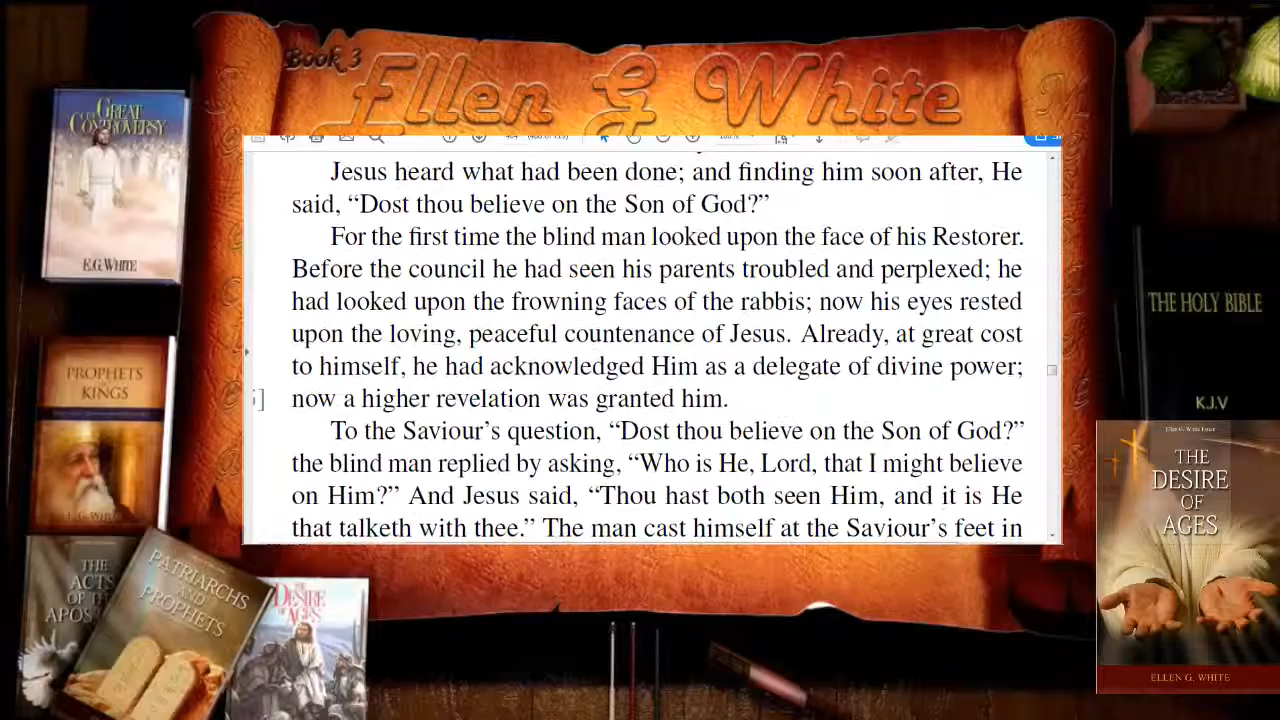 Book 3
Ellen G White
THE
GREAT
CONTROVERSY
E.G. WHITE
Jesus heard what had been done; and finding him soon after, He
said, “Dost thou believe on the Son of God?”
For the first time the blind man looked upon the face of his Restorer.
Before the council he had seen his parents troubled and perplexed; he
had looked upon the frowning faces of the rabbis; now his eyes rested
upon the loving, peaceful countenance of Jesus. Already, at great cost
to himself, he had acknowledged Him as a delegate of divine power;
now a higher revelation was granted him.
To the Saviour’s question, “Dost thou believe on the Son of God?”
the blind man replied by asking, “Who is He, Lord, that I might believe
on Him?” And Jesus said, “Thou hast both seen Him, and it is He
that talketh with thee.” The man cast himself at the Saviour’s feet in
THE HOLY BIBLE
K.J.V
PROPHETS
AND
KINGS
E. G. WHITE
THE
ACTS
OF TH
APOS
PATRIARCHS
AND
PROPHETS
THE
DESIRE
OF AGES
THE
DESIRE
OF
AGES
ELLEN G. WHITE